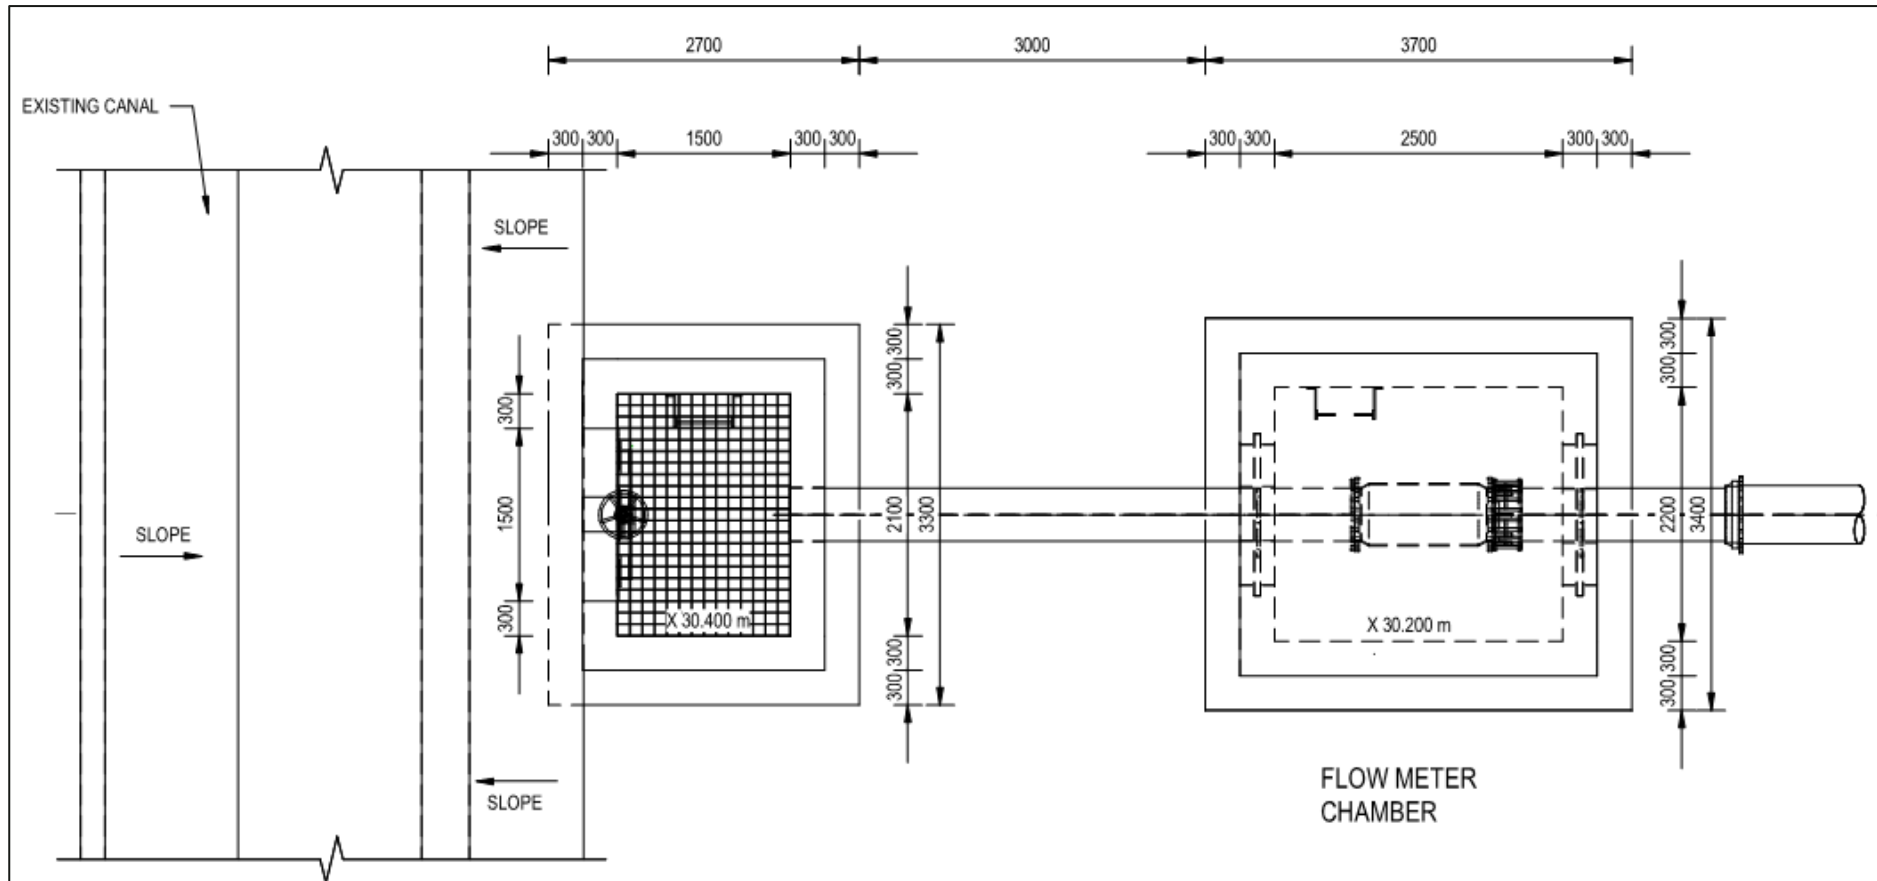 2700 3000 3700
EXISTING CANAL
300 300 1500 300 300
300 300 2500 300 300
SLOPE
300
1500
300
300
300
2100
3300
300
300
300
300
2200
3400
300
300
SLOPE
X 30.400 m
X 30.200 m
SLOPE
FLOW METER
CHAMBER